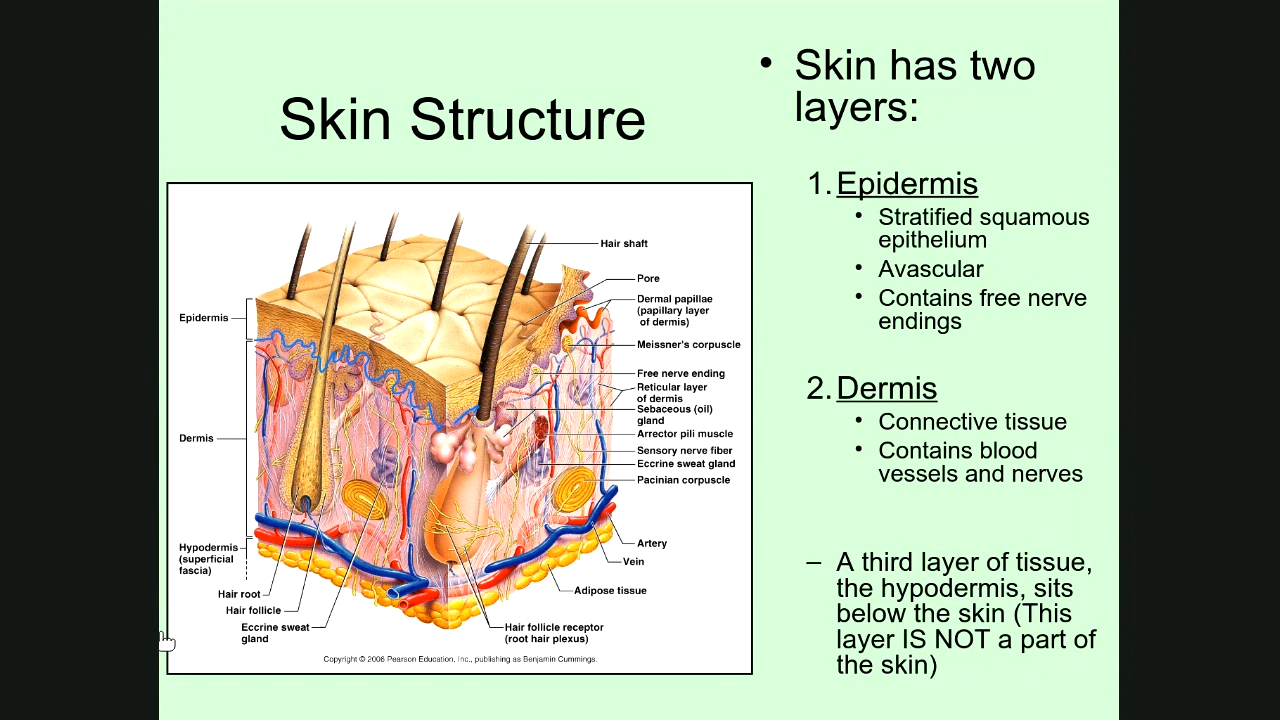 Skin Structure
• Skin has two
layers:
1. Epidermis
• Stratified squamous
epithelium
• Avascular
• Contains free nerve
endings
2. Dermis
• Connective tissue
• Contains blood
vessels and nerves
– A third layer of tissue,
the hypodermis, sits
below the skin (This
layer IS NOT a part of
the skin)
Epidermis
Dermis
Hypodermis
(superficial
fascia)
Hair root
Hair follicle
Eccrine sweat
gland
Hair shaft
Pore
Dermal papillae
(papillary layer
of dermis)
Meissner's corpuscle
Free nerve ending
Reticular layer
of dermis
Sebaceous (oil)
gland
Arrector pili muscle
Sensory nerve fiber
Eccrine sweat gland
Pacinian corpuscle
Artery
Vein
Adipose tissue
Hair follicle receptor
(root hair plexus)
Copyright © 2006 Pearson Education, Inc., publishing as Benjamin Cummings.